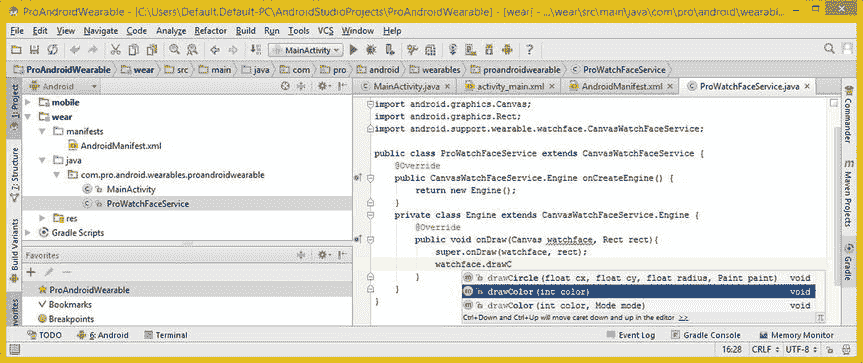 ProAndroidWearable - [C:\Users\Default.Default-PC\AndroidStudioProjects\ProAndroidWearable] - [wear] - ...\wear\src\main\java\com\pro\android\wearabl...
File Edit View Navigate Code Analyze Refactor Build Run Tools VCS Window Help
MainActivity
ProAndroidWearable wear src main java com pro android wearables proandroidwearable ProWatchFaceService
1: Project
7: Structure
Build Variants
Favorites
Android
mobile
wear
manifests
AndroidManifest.xml
java
com.pro.android.wearables.proandroidwearable
MainActivity
ProWatchFaceService
res
Gradle Scripts
Favorites
ProAndroidWearable
Bookmarks
Breakpoints
MainActivity.java activity_main.xml AndroidManifest.xml ProWatchFaceService.java
import android.graphics.Canvas;
import android.graphics.Rect;
import android.support.wearable.watchface.CanvasWatchFaceService;
public class ProWatchFaceService extends CanvasWatchFaceService {
@Override
public CanvasWatchFaceService.Engine onCreateEngine() {
return new Engine();
}
private class Engine extends CanvasWatchFaceService.Engine {
@Override
public void onDraw(Canvas watchface, Rect rect){
super.onDraw(watchface, rect);
watchface.drawC
}
}
}
drawCircle(float cx, float cy, float radius, Paint paint) void
drawColor(int color) void
drawColor(int color, Mode mode) void
Ctrl+Down and Ctrl+Up will move caret down and up in the editor >>
Commander
Maven Projects
Gradle
TODO 6: Android Terminal Event Log Gradle Console Memory Monitor
16:28 CRLF UTF-8